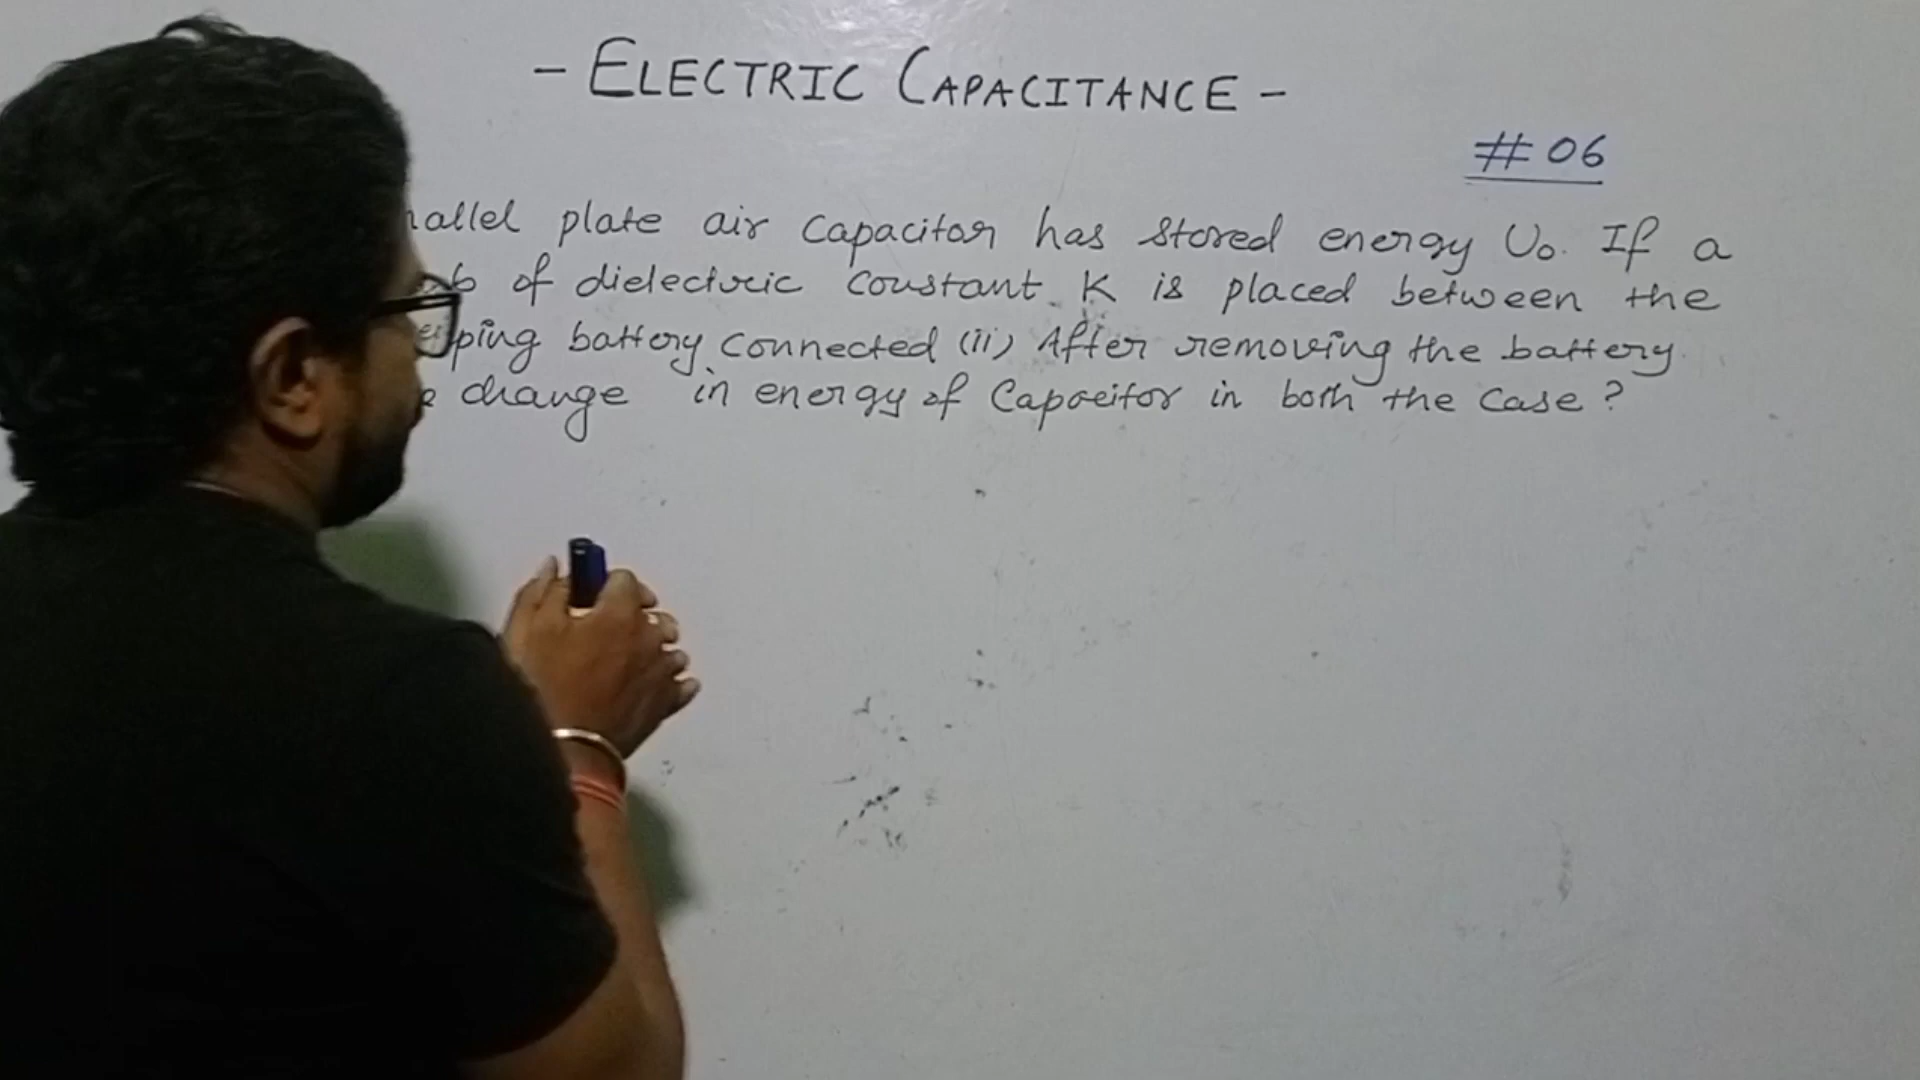 - ELECTRIC CAPACITANCE -
# 06
rallel plate air capacitor has stored energy U₀. If a
of dielectric constant K is placed between the
ping battery connected (ii) After removing the battery.
change in energy of Capacitor in both the case ?